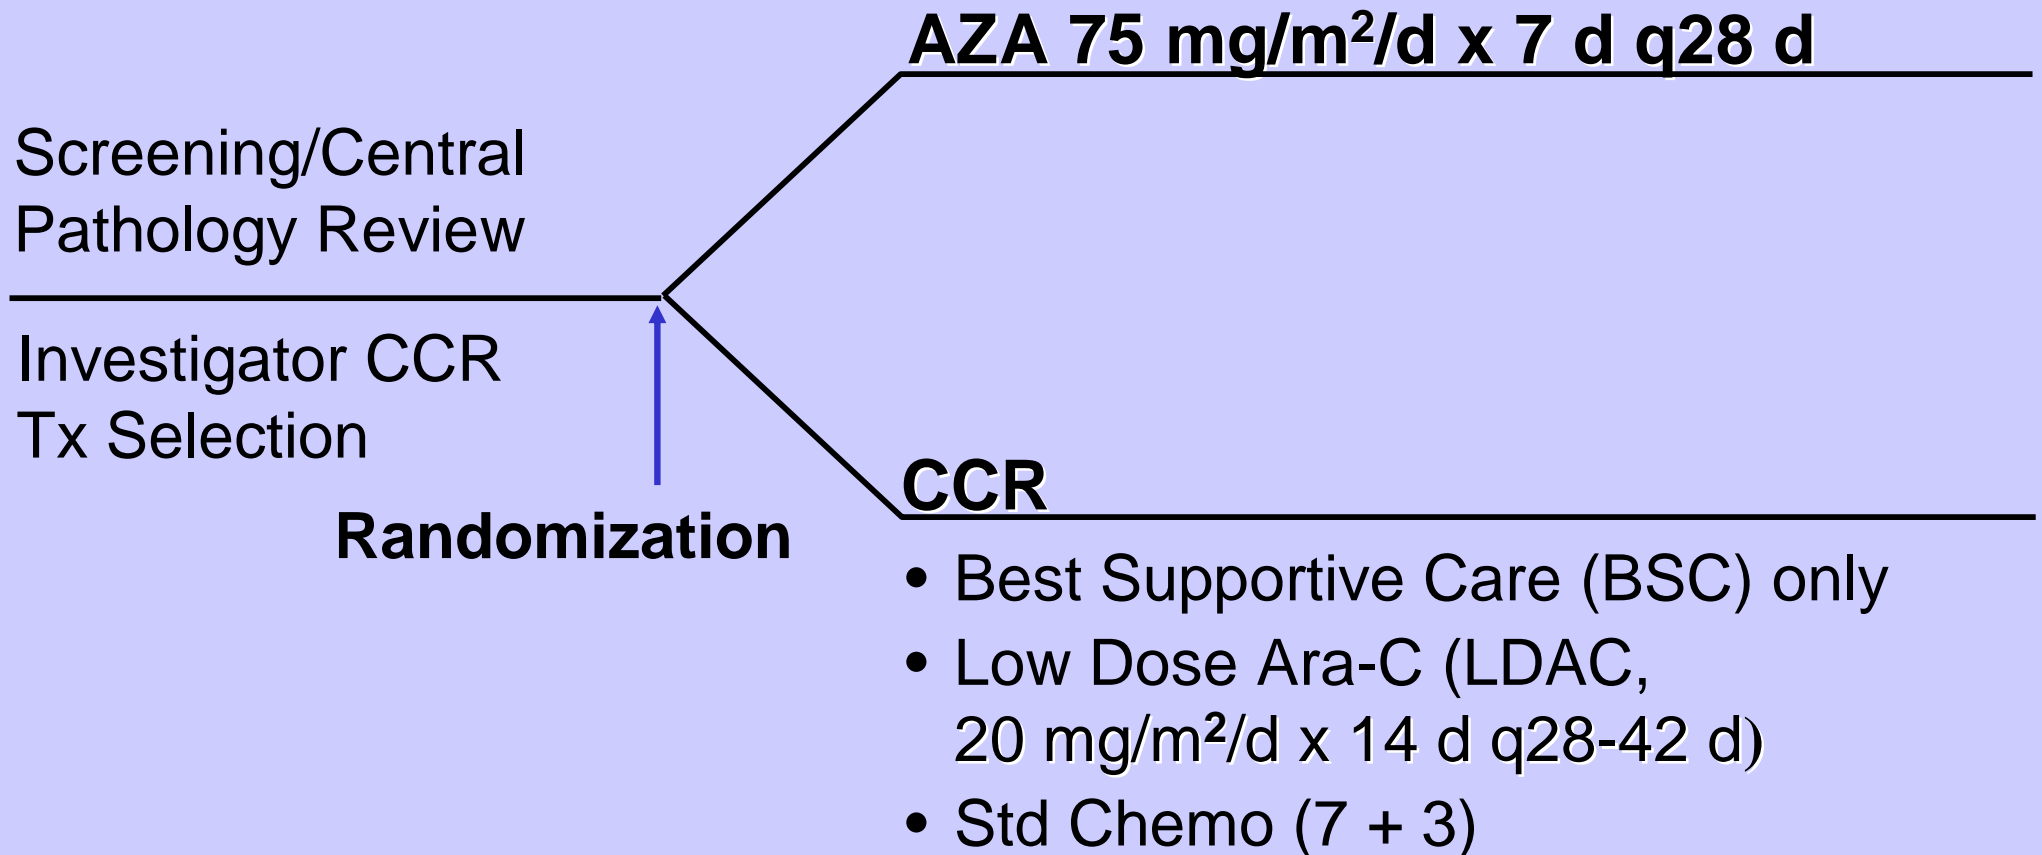 AZA 75 mg/m²/d x 7 d q28 d
Screening/Central
Pathology Review
Investigator CCR
Tx Selection
Randomization
CCR
• Best Supportive Care (BSC) only
• Low Dose Ara-C (LDAC,
20 mg/m²/d x 14 d q28-42 d)
• Std Chemo (7 + 3)